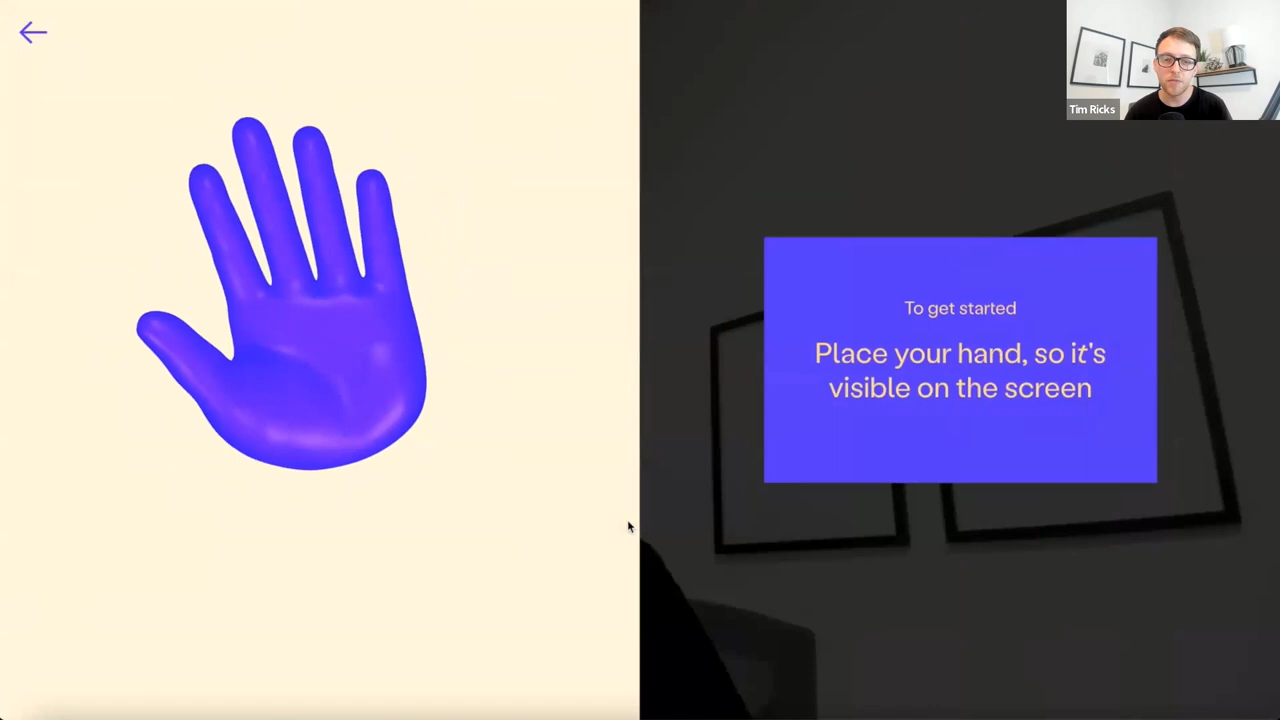 Tim Ricks
To get started
Place your hand, so it's
visible on the screen